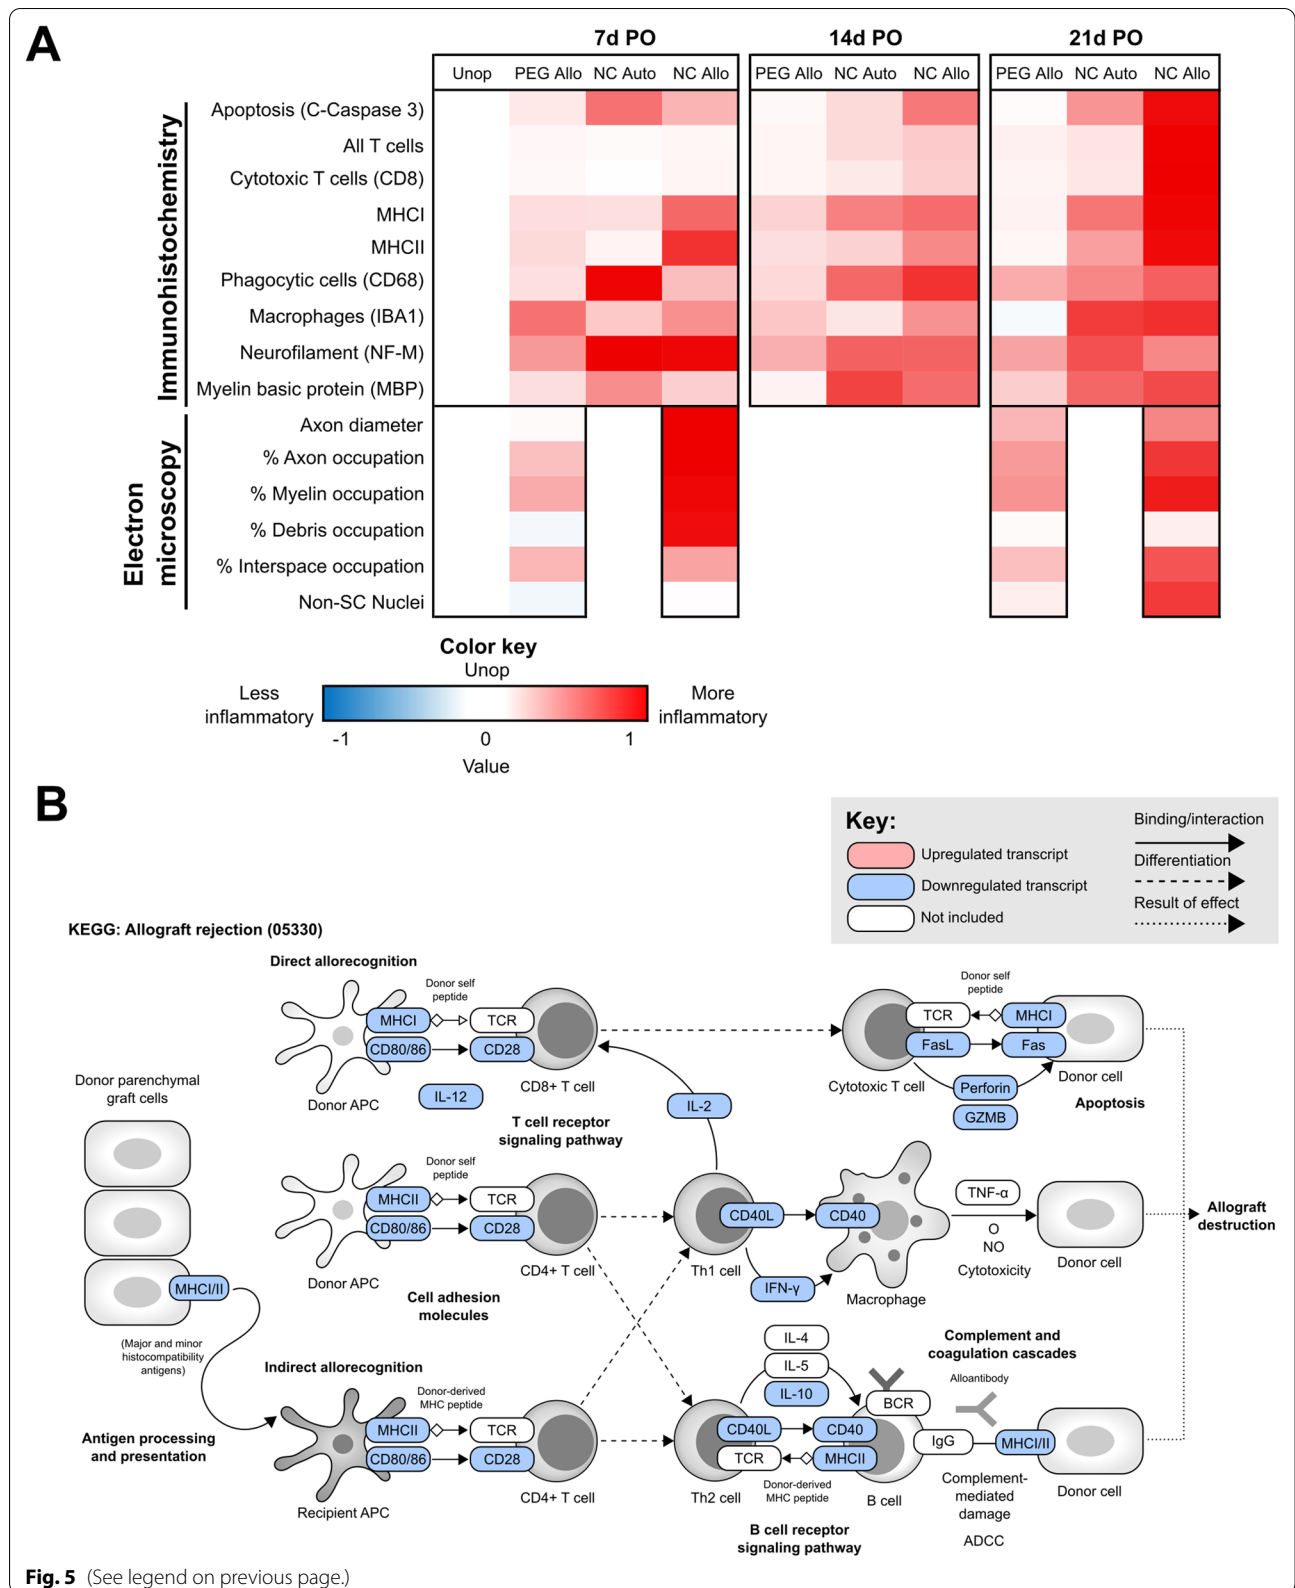 A
7d PO
14d PO
21d PO
Unop
PEG Allo
NC Auto
NC Allo
PEG Allo
NC Auto
NC Allo
PEG Allo
NC Auto
NC Allo
Immunohistochemistry
Apoptosis (C-Caspase 3)
All T cells
Cytotoxic T cells (CD8)
MHCI
MHCII
Phagocytic cells (CD68)
Macrophages (IBA1)
Neurofilament (NF-M)
Myelin basic protein (MBP)
Electron
microscopy
Axon diameter
% Axon occupation
% Myelin occupation
% Debris occupation
% Interspace occupation
Non-SC Nuclei
Color key
Unop
Less
inflammatory
More
inflammatory
-1
0
1
Value
B
Key:
Upregulated transcript
Downregulated transcript
Not included
Binding/interaction
Differentiation
Result of effect
KEGG: Allograft rejection (05330)
Direct allorecognition
Donor self
peptide
MHCI
TCR
CD80/86
CD28
Donor APC
IL-12
CD8+ T cell
T cell receptor
signaling pathway
IL-2
Donor self
peptide
TCR
MHCI
FasL
Fas
Cytotoxic T cell
Perforin
GZMB
Donor cell
Apoptosis
Donor parenchymal
graft cells
MHCI/II
(Major and minor
histocompatibility
antigens)
Donor self
peptide
MHCII
TCR
CD80/86
CD28
Donor APC
CD4+ T cell
Cell adhesion
molecules
CD40L
CD40
Th1 cell
IFN-γ
Macrophage
TNF-α
O
NO
Cytotoxicity
Donor cell
Allograft
destruction
Indirect allorecognition
Antigen processing
and presentation
Donor-derived
MHC peptide
MHCII
TCR
CD80/86
CD28
Recipient APC
CD4+ T cell
IL-4
IL-5
IL-10
CD40L
CD40
TCR
MHCII
Th2 cell
Donor-derived
MHC peptide
B cell
B cell receptor
signaling pathway
Complement and
coagulation cascades
Alloantibody
BCR
IgG
MHCI/II
Complement-
mediated
damage
ADCC
Donor cell
Fig. 5 (See legend on previous page.)